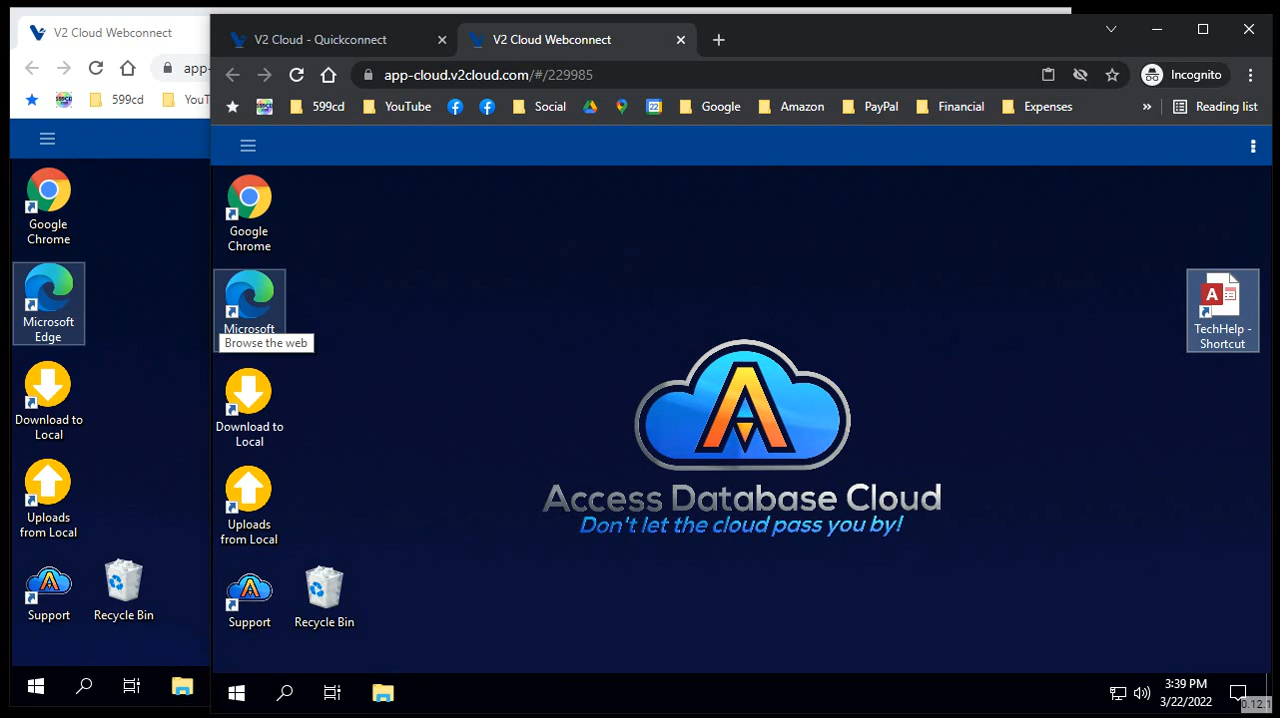 V2 Cloud Webconnect
app-
599cd
YouT
Google
Chrome
Microsoft
Edge
Download to
Local
Uploads
from Local
Support
Recycle Bin
V2 Cloud - Quickconnect
V2 Cloud Webconnect
app-cloud.v2cloud.com/#/229985
Incognito
599cd
YouTube
Social
22
Google
Amazon
PayPal
Financial
Expenses
»
Reading list
Google
Chrome
Microsoft
Browse the web
Download to
Local
Uploads
from Local
Support
Recycle Bin
A
TechHelp -
Shortcut
Access Database Cloud
Don't let the cloud pass you by!
3:39 PM
3/22/2022
0.12.1